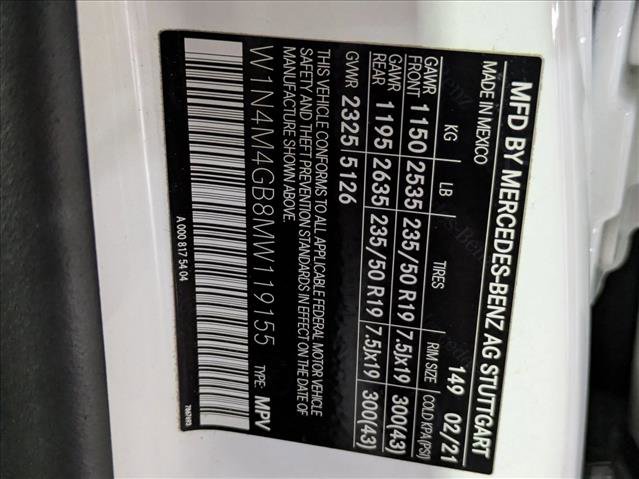 MFD BY MERCEDES-BENZ AG STUTTGART
MADE IN MEXICO 149 02/21
KG LB TIRES RIM SIZE COLD KPA(PSI)
GAWR FRONT 1150 2535 235/50 R19 7.5Jx19 300(43)
GAWR REAR 1195 2635 235/50 R19 7.5Jx19 300(43)
GVWR 2325 5126
THIS VEHICLE CONFORMS TO ALL APPLICABLE FEDERAL MOTOR VEHICLE
SAFETY AND THEFT PREVENTION STANDARDS IN EFFECT ON THE DATE OF
MANUFACTURE SHOWN ABOVE.
W1N4M4GB8MW119155 TYPE: MPV
A 000 817 54 04